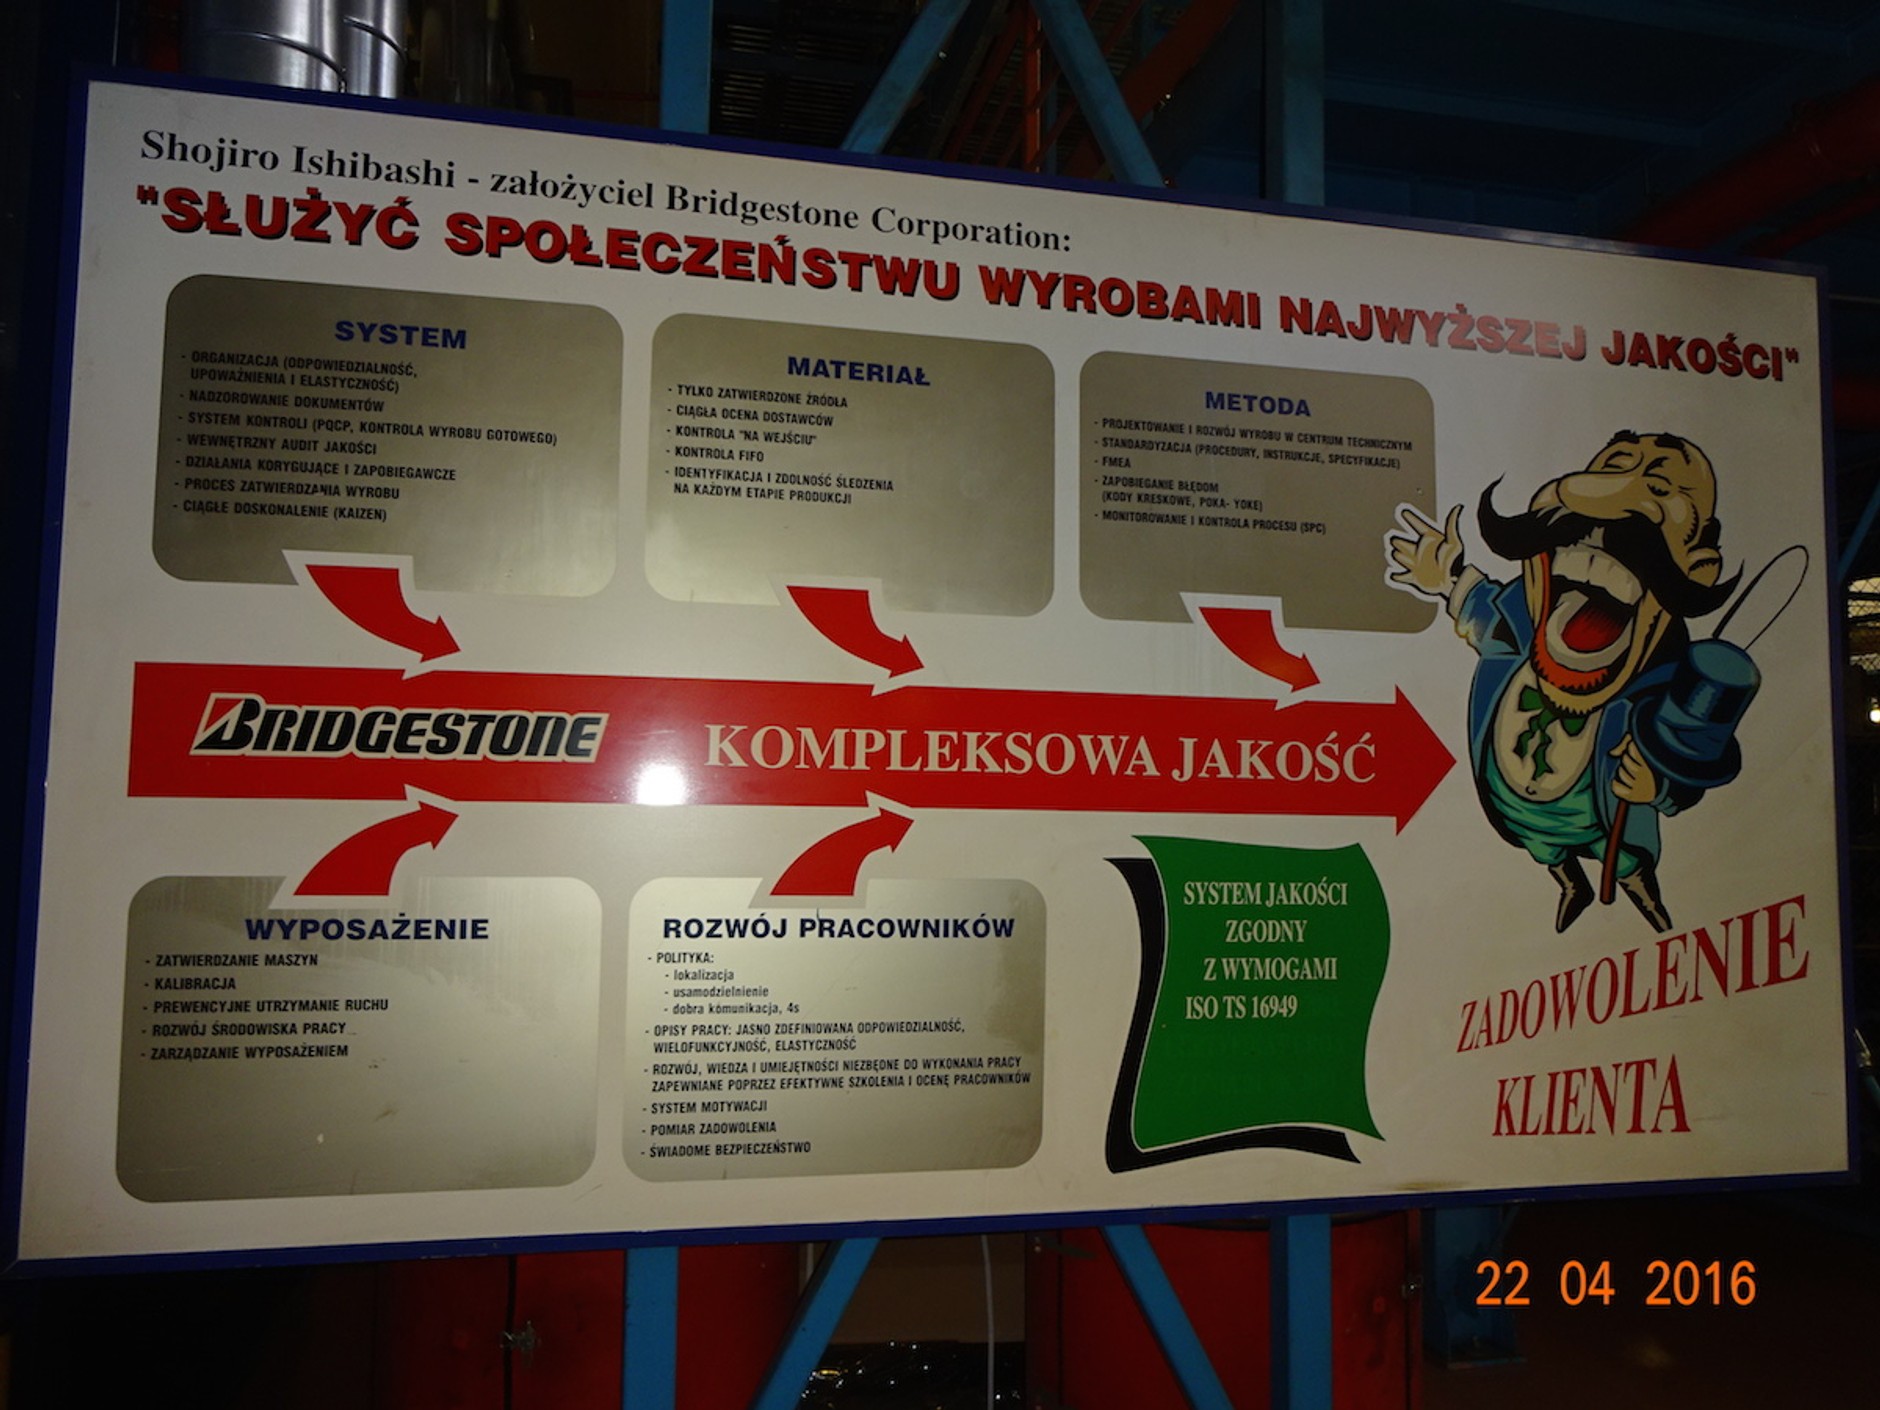 Shojiro Ishibashi - założyciel Bridgestone Corporation:
"SŁUŻYĆ SPOŁECZEŃSTWU WYROBAMI NAJWYŻSZEJ JAKOŚCI"
SYSTEM
- ORGANIZACJA (ODPOWIEDZIALNOŚĆ,
UPOWAŻNIENIA I ELASTYCZNOŚĆ)
- NADZOROWANIE DOKUMENTÓW
- SYSTEM KONTROLI (PQCP, KONTROLA WYROBU GOTOWEGO)
- WEWNĘTRZNY AUDIT JAKOŚCI
- DZIAŁANIA KORYGUJĄCE I ZAPOBIEGAWCZE
- PROCES ZATWIERDZANIA WYROBU
- CIĄGŁE DOSKONALENIE (KAIZEN)
MATERIAŁ
- TYLKO ZATWIERDZONE ŹRÓDŁA
- CIĄGŁA OCENA DOSTAWCÓW
- KONTROLA "NA WEJŚCIU"
- KONTROLA FIFO
- IDENTYFIKACJA I ZDOLNOŚĆ ŚLEDZENIA
NA KAŻDYM ETAPIE PRODUKCJI
METODA
- PROJEKTOWANIE I ROZWÓJ WYROBU W CENTRUM TECHNICZNYM
- STANDARDYZACJA (PROCEDURY, INSTRUKCJE, SPECYFIKACJE)
- FMEA
- ZAPOBIEGANIE BŁĘDOM
(KODY KRESKOWE, POKA- YOKE)
- MONITOROWANIE I KONTROLA PROCESU (SPC)
BRIDGESTONE KOMPLEKSOWA JAKOŚĆ
WYPOSAŻENIE
- ZATWIERDZANIE MASZYN
- KALIBRACJA
- PREWENCYJNE UTRZYMANIE RUCHU
- ROZWÓJ ŚRODOWISKA PRACY
- ZARZĄDZANIE WYPOSAŻENIEM
ROZWÓJ PRACOWNIKÓW
- POLITYKA:
- lokalizacja
- usamodzielnienie
- dobra komunikacja, 4s
- OPISY PRACY: JASNO ZDEFINIOWANA ODPOWIEDZIALNOŚĆ,
WIELOFUNKCYJNOŚĆ, ELASTYCZNOŚĆ
- ROZWÓJ, WIEDZA I UMIEJĘTNOŚCI NIEZBĘDNE DO WYKONANIA PRACY
ZAPEWNIANE POPRZEZ EFEKTYWNE SZKOLENIA I OCENĘ PRACOWNIKÓW
- SYSTEM MOTYWACJI
- POMIAR ZADOWOLENIA
- ŚWIADOME BEZPIECZEŃSTWO
SYSTEM JAKOŚCI
ZGODNY
Z WYMOGAMI
ISO TS 16949
ZADOWOLENIE
KLIENTA
22 04 2016